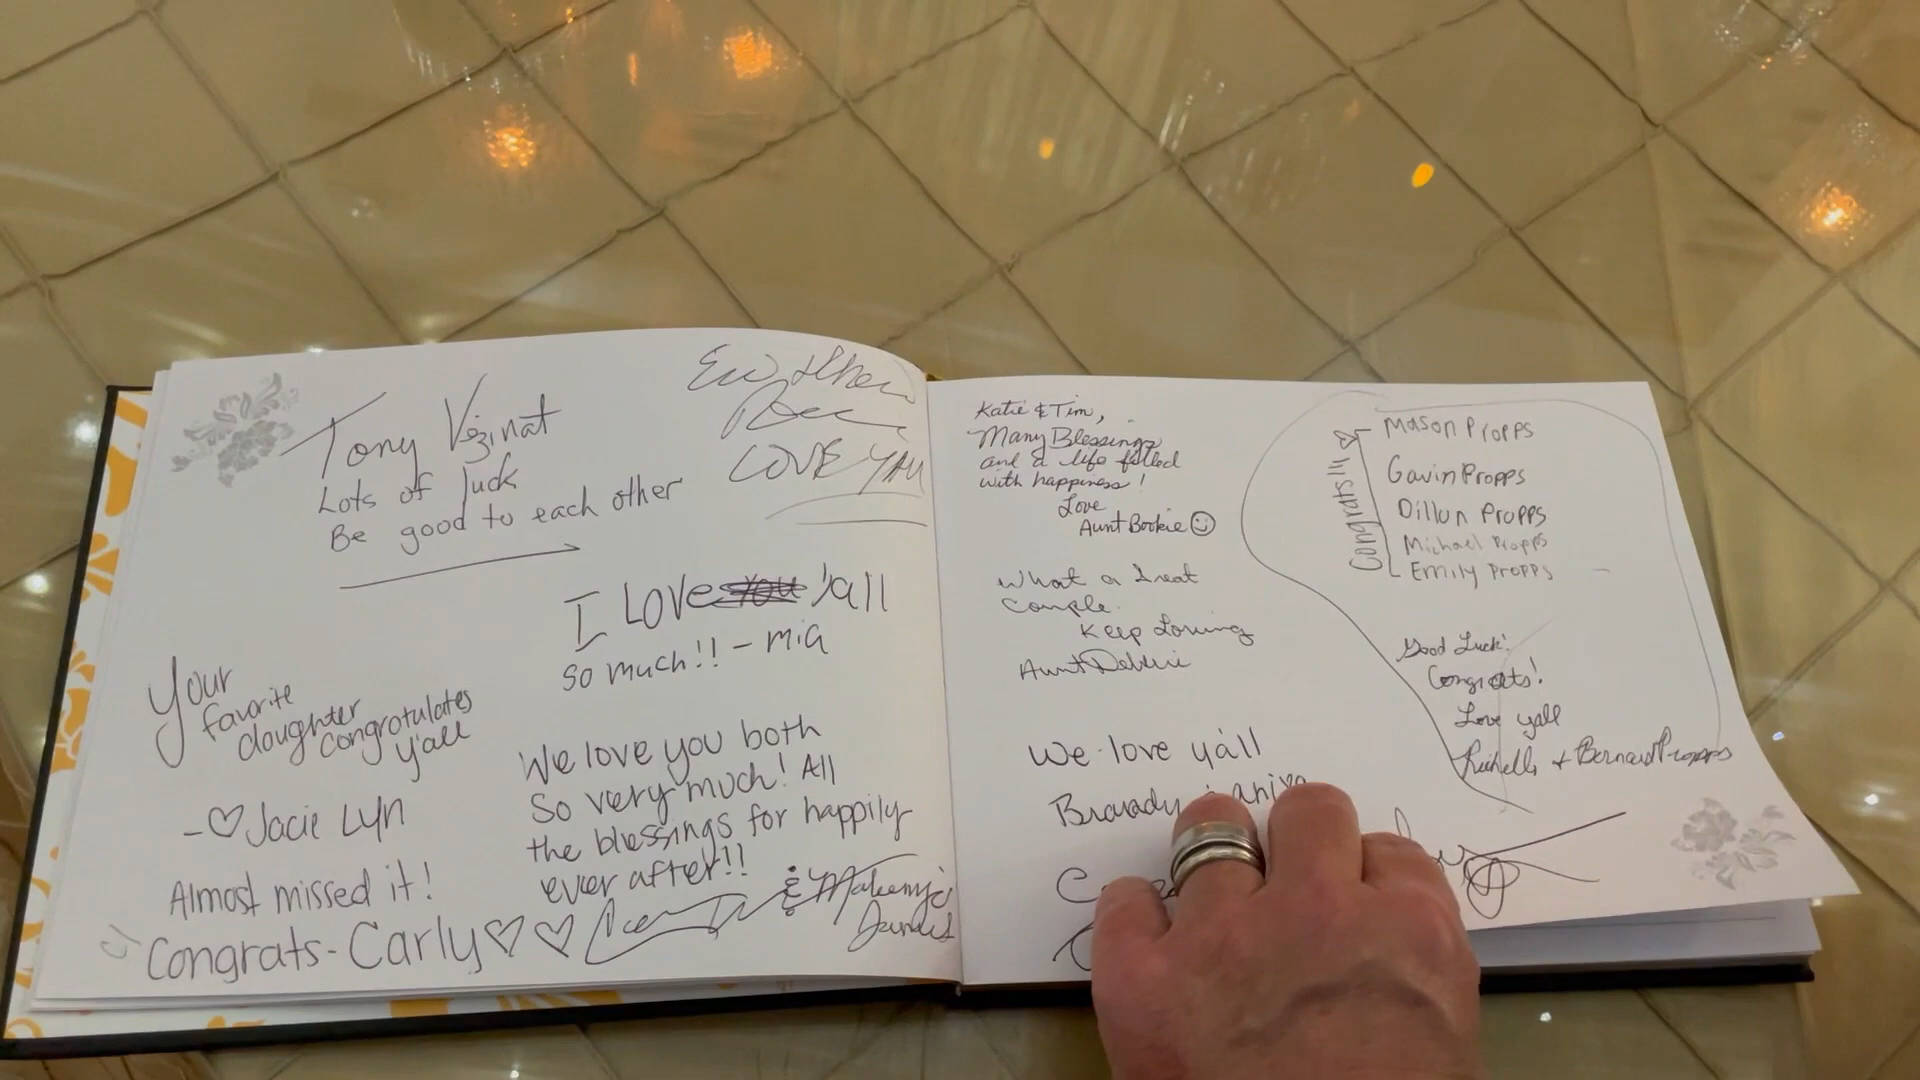 Tony Vizinat
Lots of luck
Be good to each other
LOVE YALL
I LOVE 'all
so much!! - mia
Your
favorite
daughter
congratulates
y'all
- ♡ Jacie Lyn
Almost missed it!
Congrats - Carly ♡ ♡
We love you both
so very much! All
the blessings for happily
ever after!!
&
Katie & Tim,
Many Blessings
and a life filled
with happiness!
Love
Aunt Bookie ☺
What a Great
Couple.
Keep Loving
Aunt Debbie
We love y'all
Congrats!!! ♡
Mason Propps
Gavin Propps
Dillon Propps
Michael Propps
Emily Propps
Good Luck!
Congrats!
Love yall
& Bernard Propps